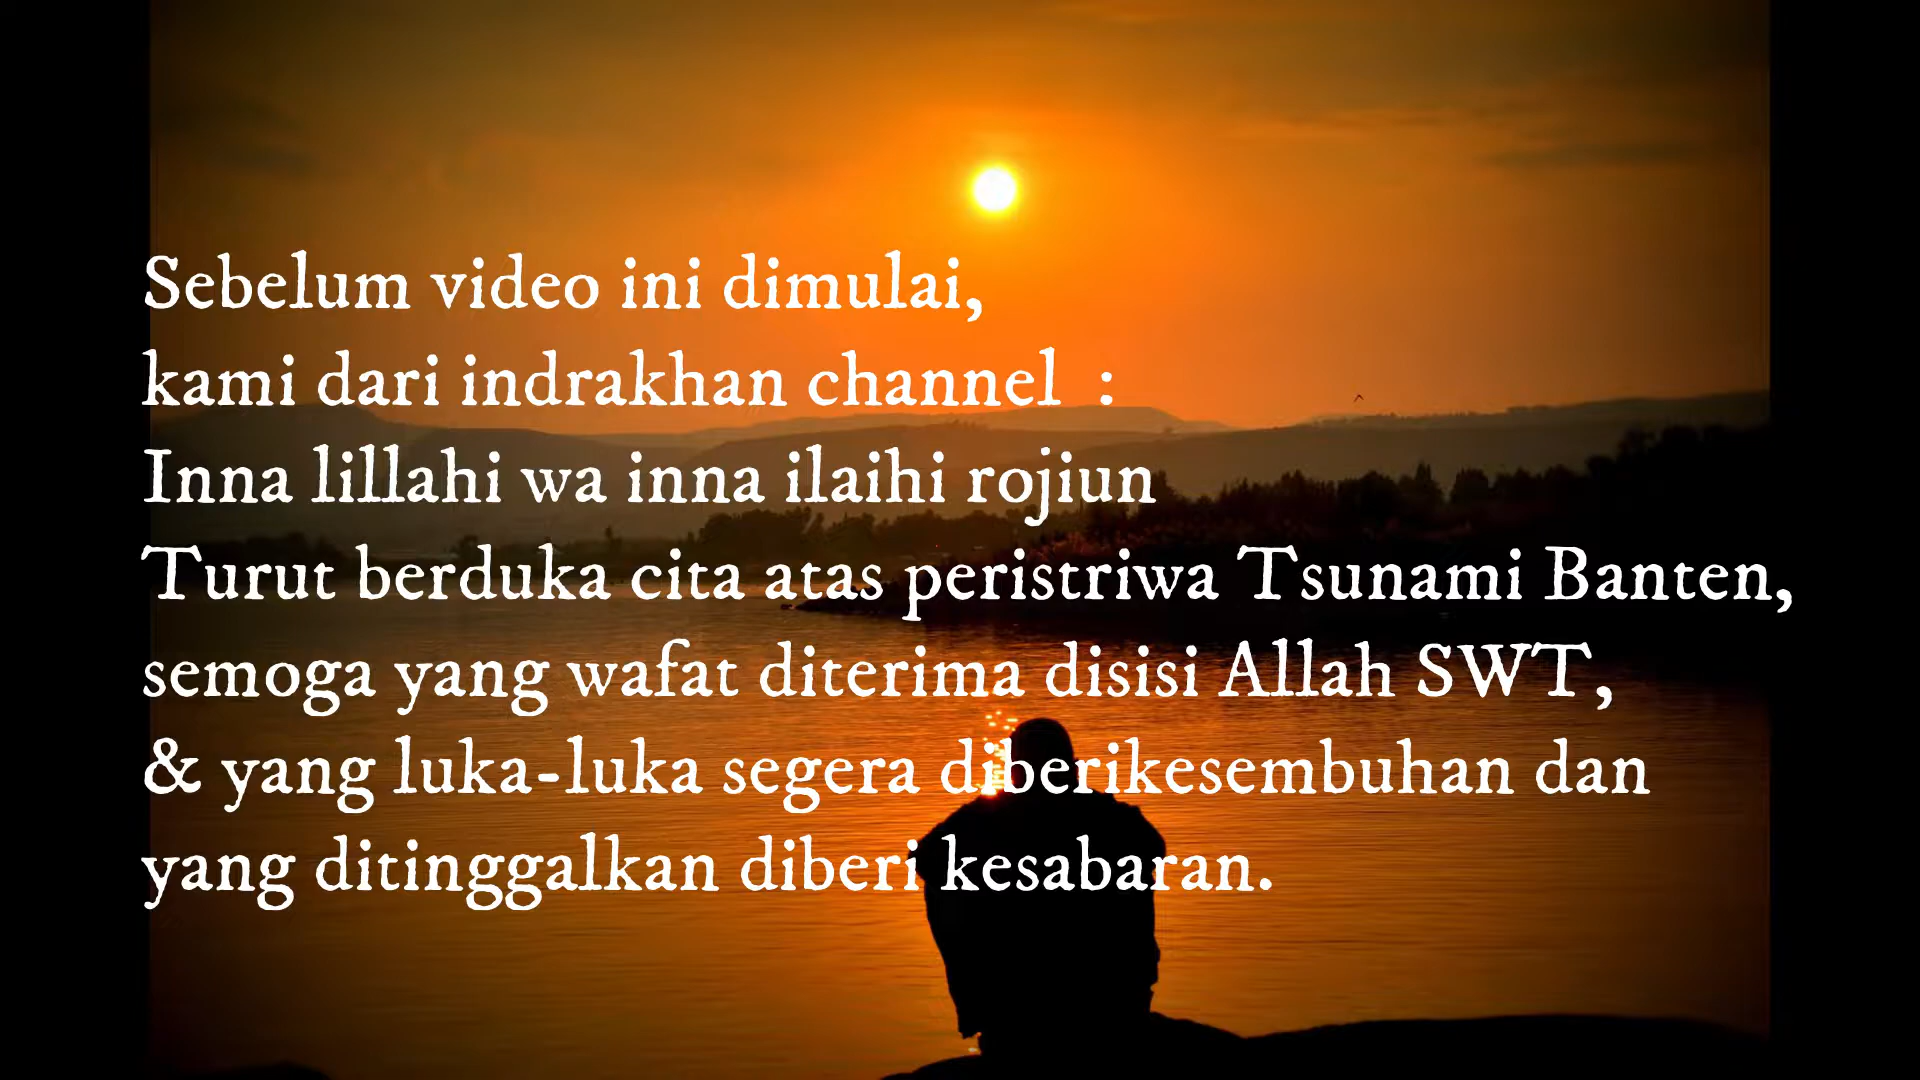 Sebelum video ini dimulai,
kami dari indrakhan channel :
Inna lillahi wa inna ilaihi rojiun
Turut berduka cita atas peristriwa Tsunami Banten,
semoga yang wafat diterima disisi Allah SWT,
& yang luka-luka segera diberikesembuhan dan
yang ditinggalkan diberi kesabaran.